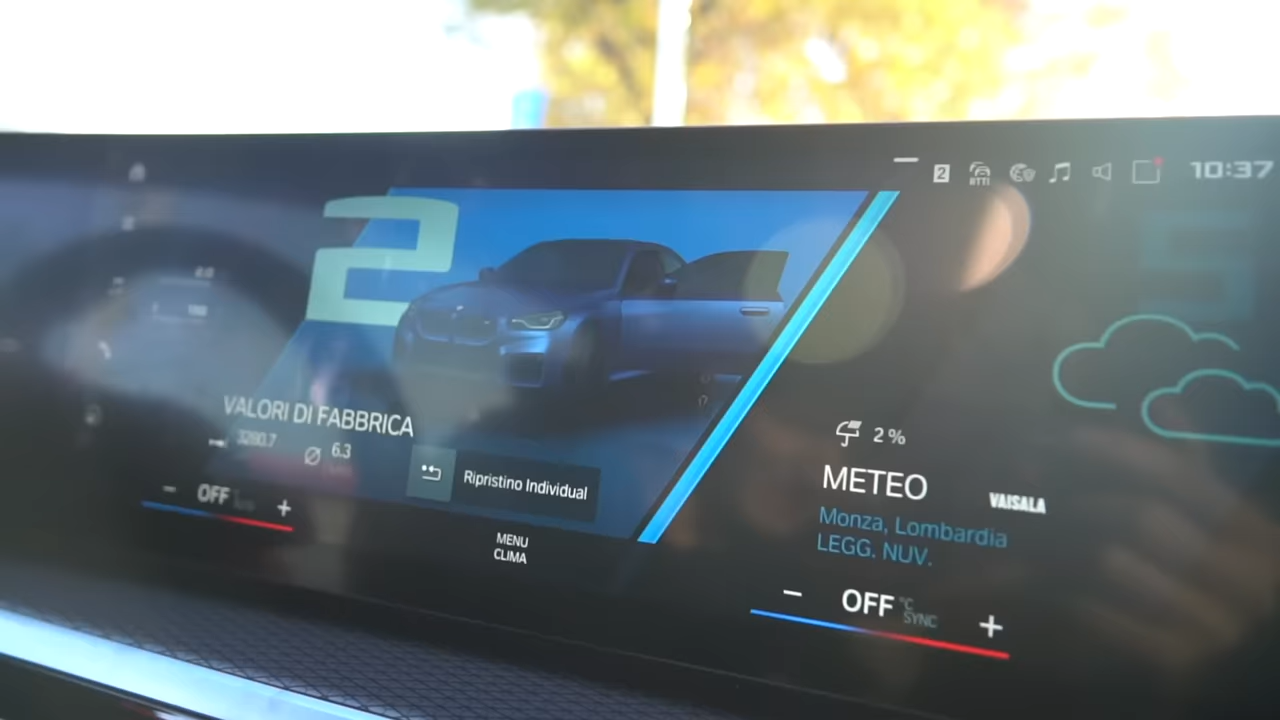 2
RTTI
10:37
2
VALORI DI FABBRICA
3280.7
6.3
Ripristino Individual
OFF
MENU
CLIMA
2 %
METEO
VAISALA
Monza, Lombardia
LEGG. NUV.
OFF °C
SYNC